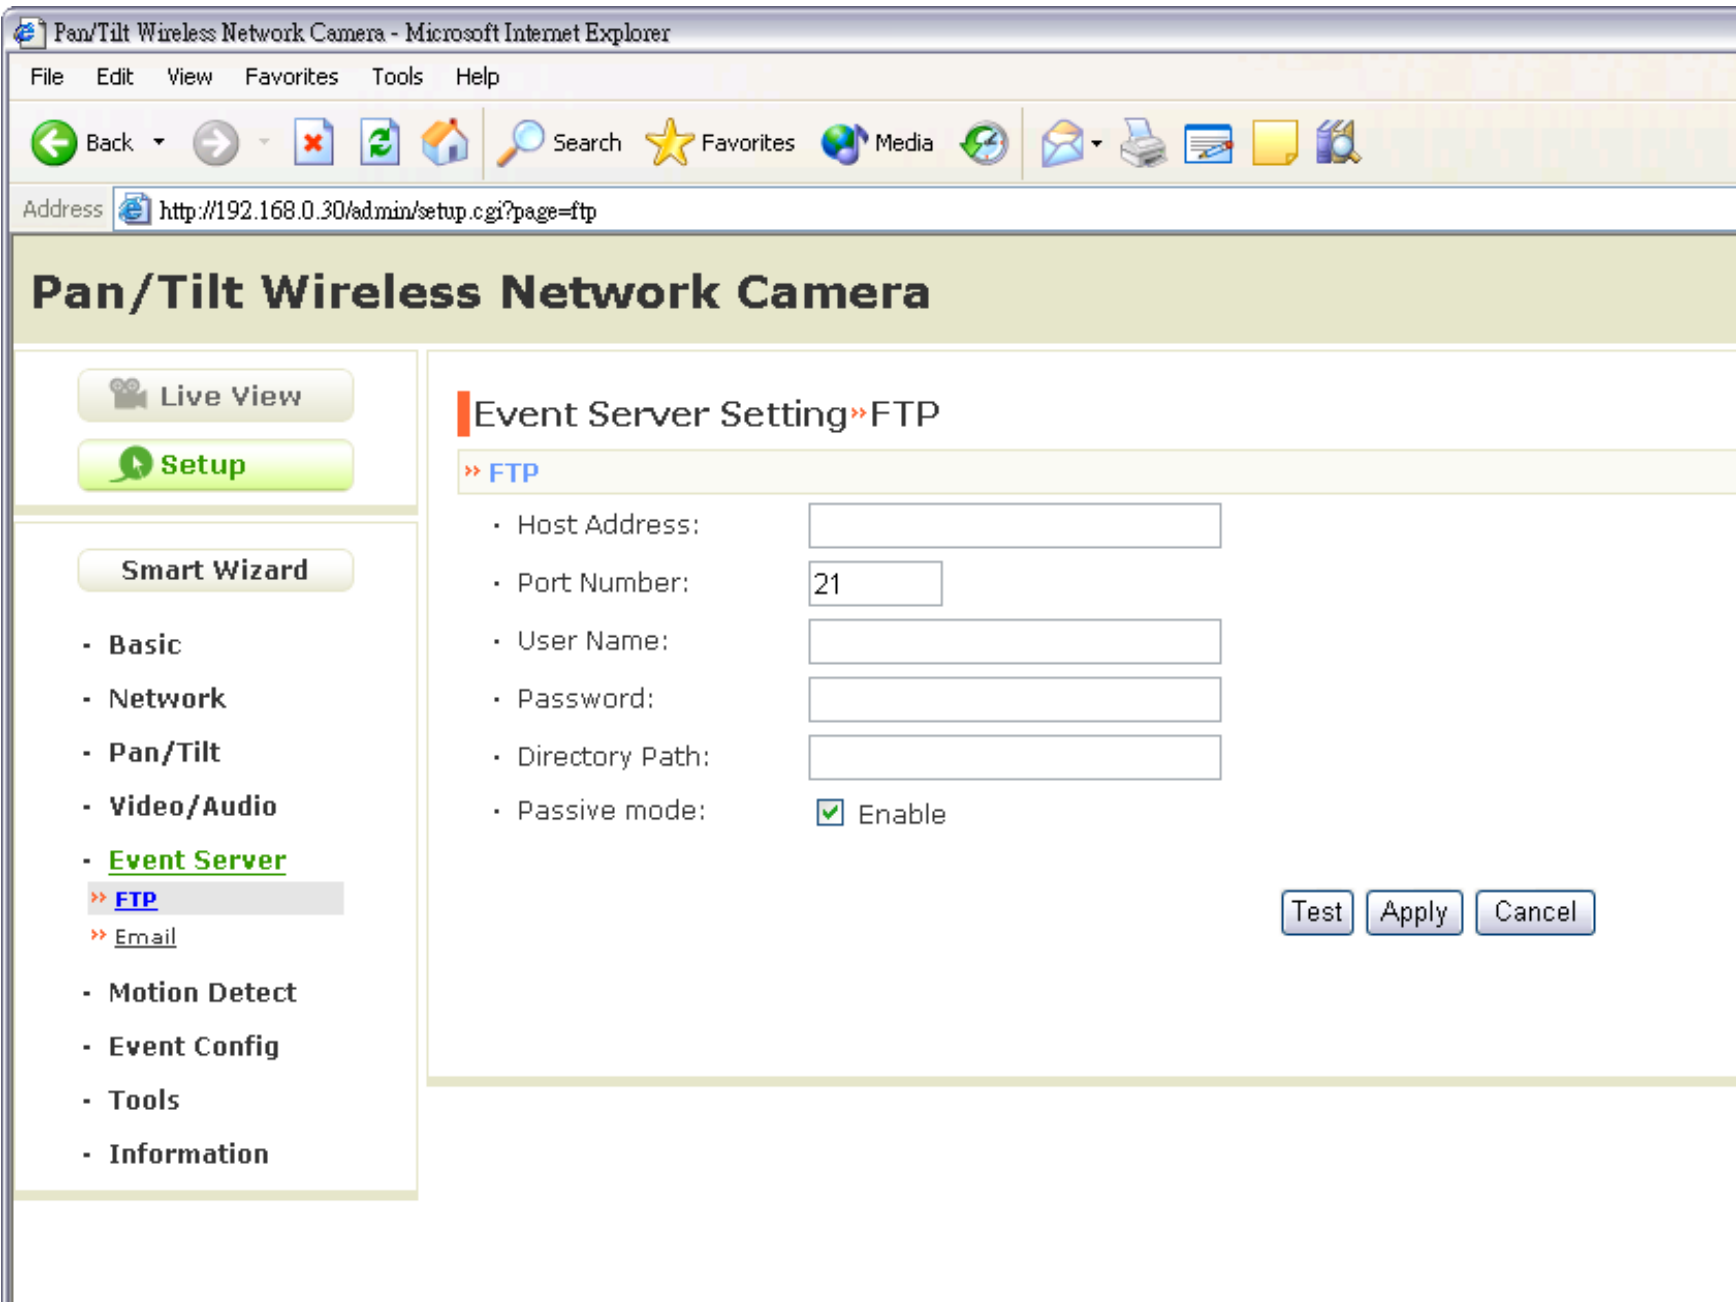 Pan/Tilt Wireless Network Camera - Microsoft Internet Explorer
File Edit View Favorites Tools Help
Back Search Favorites Media
Address http://192.168.0.30/admin/setup.cgi?page=ftp
Pan/Tilt Wireless Network Camera
Live View
Setup
Smart Wizard
- Basic
- Network
- Pan/Tilt
- Video/Audio
- Event Server
» FTP
» Email
- Motion Detect
- Event Config
- Tools
- Information
Event Server Setting»FTP
» FTP
· Host Address:
· Port Number: 21
· User Name:
· Password:
· Directory Path:
· Passive mode: Enable
Test Apply Cancel